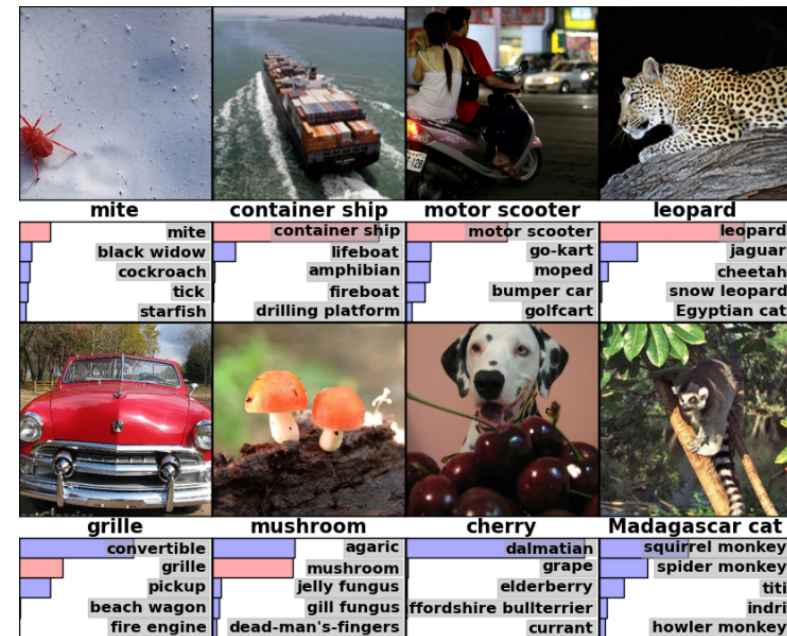 mite container ship motor scooter leopard
mite
black widow
cockroach
tick
starfish
container ship
lifeboat
amphibian
fireboat
drilling platform
motor scooter
go-kart
moped
bumper car
golfcart
leopard
jaguar
cheetah
snow leopard
Egyptian cat
grille mushroom cherry Madagascar cat
convertible
grille
pickup
beach wagon
fire engine
agaric
mushroom
jelly fungus
gill fungus
dead-man's-fingers
dalmatian
grape
elderberry
ffordshire bullterrier
currant
squirrel monkey
spider monkey
titi
indri
howler monkey